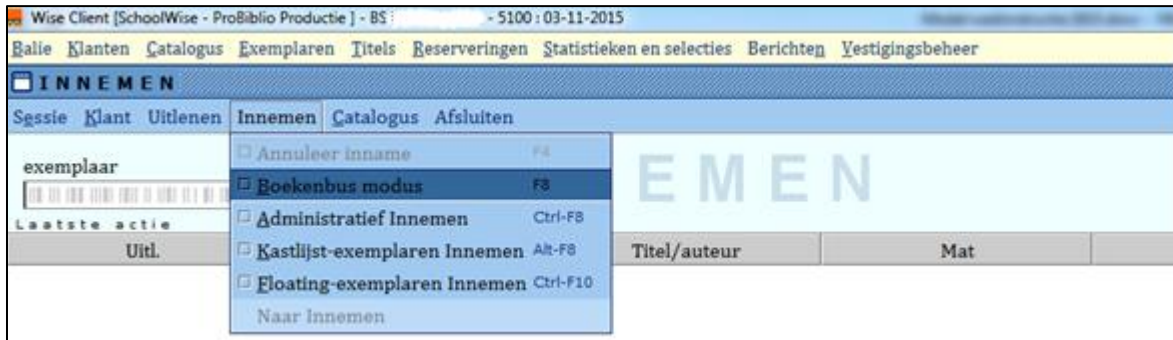 Wise Client [SchoolWise - ProBiblio Productie ] - BS - 5100 : 03-11-2015
Balie Klanten Catalogus Exemplaren Titels Reserveringen Statistieken en selecties Berichten Vestigingsbeheer
INNEMEN
Sessie Klant Uitlenen Innemen Catalogus Afsluiten
Annuleer inname F4
exemplaar
EMEN
Boekenbus modus F8
Administratief Innemen Ctrl-F8
Laatste actie
Uitl. Kastlijst-exemplaren Innemen Alt-F8 Titel/auteur Mat
Floating-exemplaren Innemen Ctrl-F10
Naar Innemen